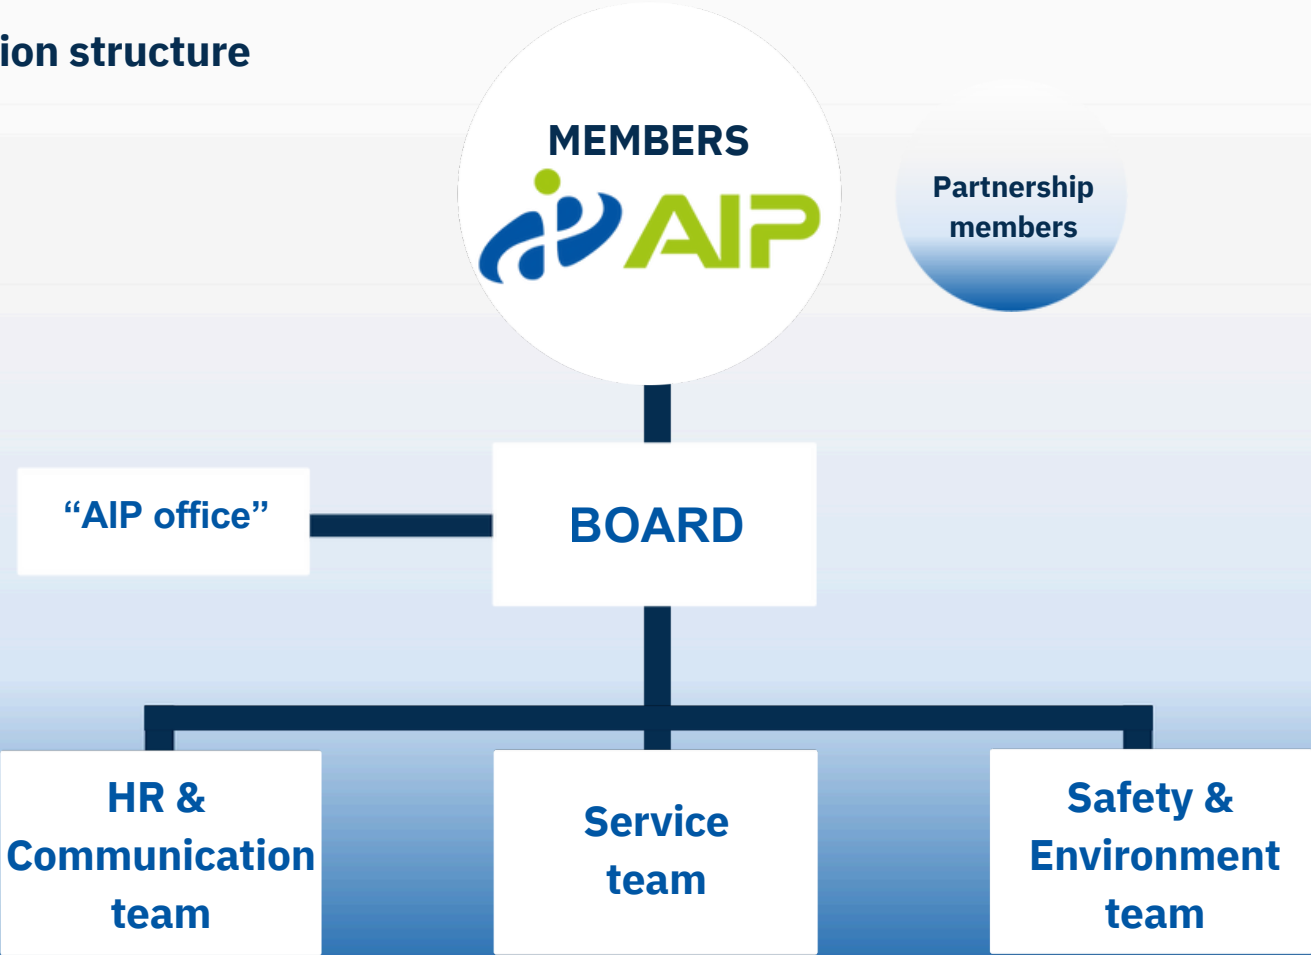 ion structure
MEMBERS
AIP
Partnership
members
“AIP office”
BOARD
HR &
Communication
team
Service
team
Safety &
Environment
team